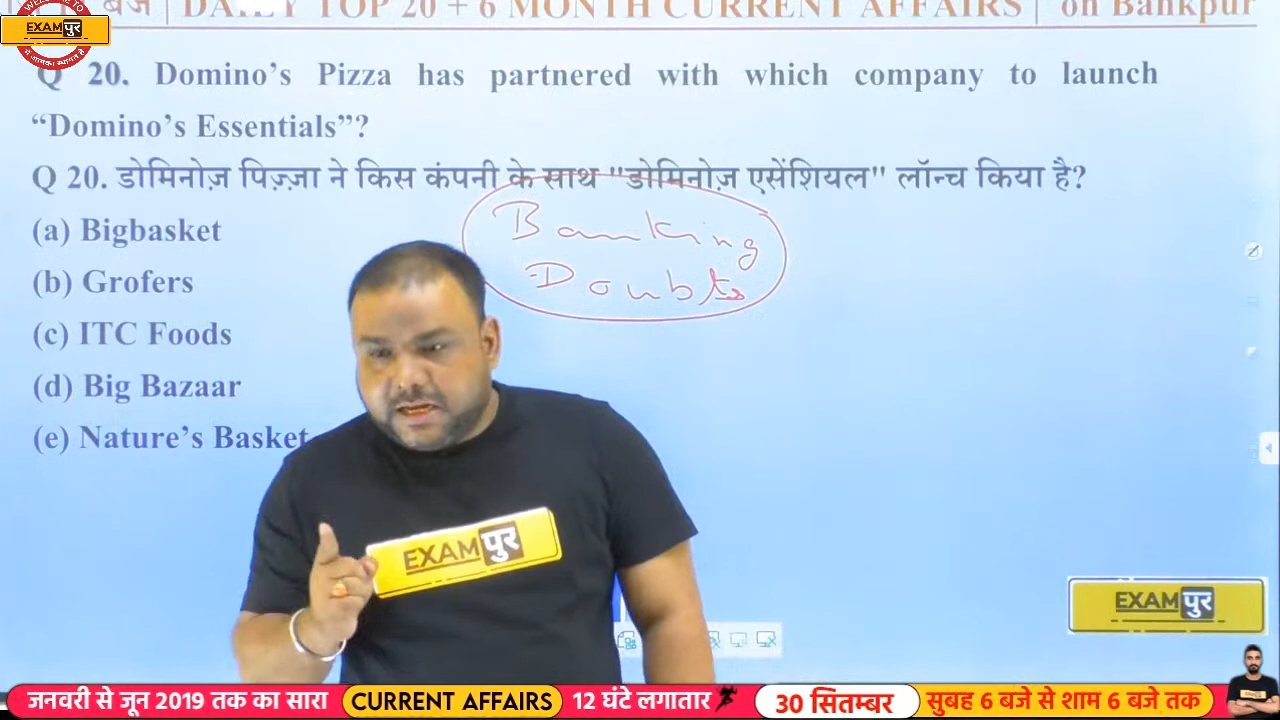 बजे | DAILY TOP 20 + 6 MONTH CURRENT AFFAIRS | on Bankpur
EXAMपुर
Q 20. Domino’s Pizza has partnered with which company to launch
“Domino’s Essentials”?
Q 20. डोमिनोज़ पिज़्ज़ा ने किस कंपनी के साथ "डोमिनोज़ एसेंशियल" लॉन्च किया है?
(a) Bigbasket
(b) Grofers
(c) ITC Foods
(d) Big Bazaar
(e) Nature’s Basket
Banking
Doubts
EXAMपुर
EXAMपुर
जनवरी से जून 2019 तक का सारा CURRENT AFFAIRS 12 घंटे लगातार 30 सितम्बर सुबह 6 बजे से शाम 6 बजे तक